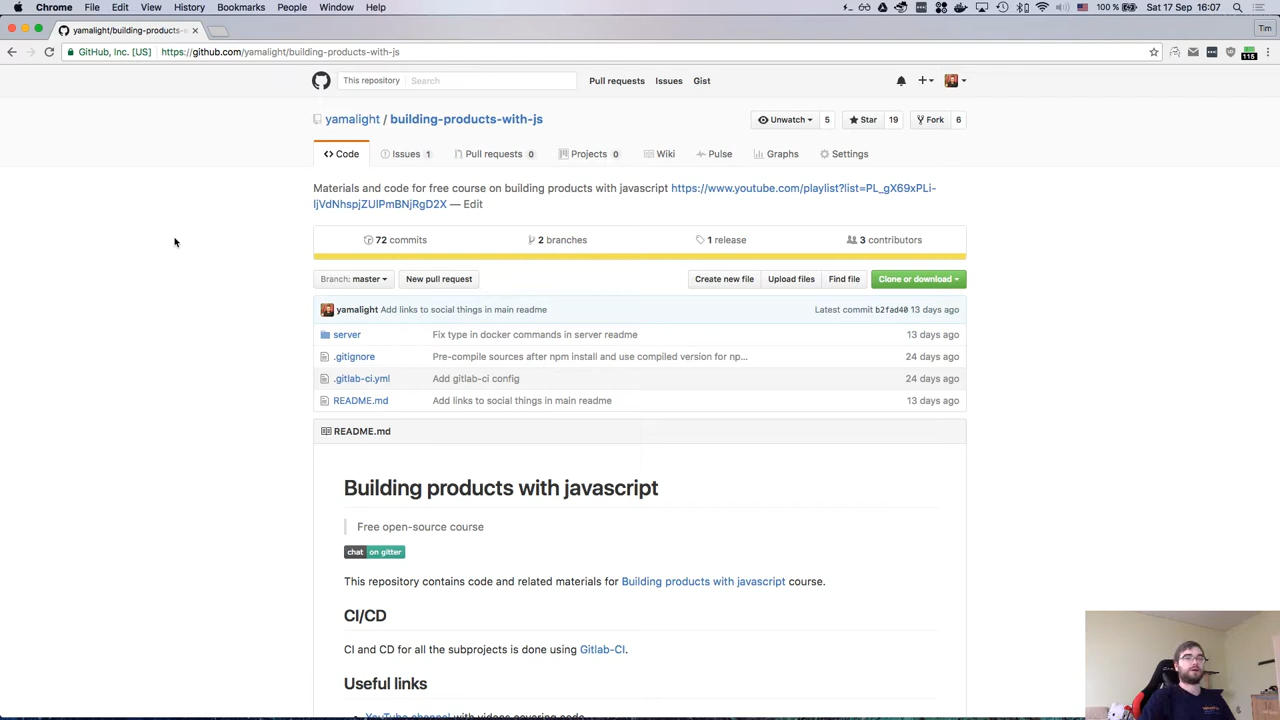 Chrome File Edit View History Bookmarks People Window Help 100 % Sat 17 Sep 16:07
yamalight/building-products-w Tim
GitHub, Inc. [US] https://github.com/yamalight/building-products-with-js 115
This repository Search Pull requests Issues Gist
yamalight / building-products-with-js Unwatch 5 Star 19 Fork 6
Code Issues 1 Pull requests 0 Projects 0 Wiki Pulse Graphs Settings
Materials and code for free course on building products with javascript https://www.youtube.com/playlist?list=PL_gX69xPLi-
ljVdNhspjZUlPmBNjRgD2X — Edit
72 commits 2 branches 1 release 3 contributors
Branch: master New pull request Create new file Upload files Find file Clone or download
yamalight Add links to social things in main readme Latest commit b2fad40 13 days ago
server Fix type in docker commands in server readme 13 days ago
.gitignore Pre-compile sources after npm install and use compiled version for np... 24 days ago
.gitlab-ci.yml Add gitlab-ci config 24 days ago
README.md Add links to social things in main readme 13 days ago
README.md
Building products with javascript
Free open-source course
chat on gitter
This repository contains code and related materials for Building products with javascript course.
CI/CD
CI and CD for all the subprojects is done using Gitlab-CI.
Useful links
YouTube channel with videos covering code